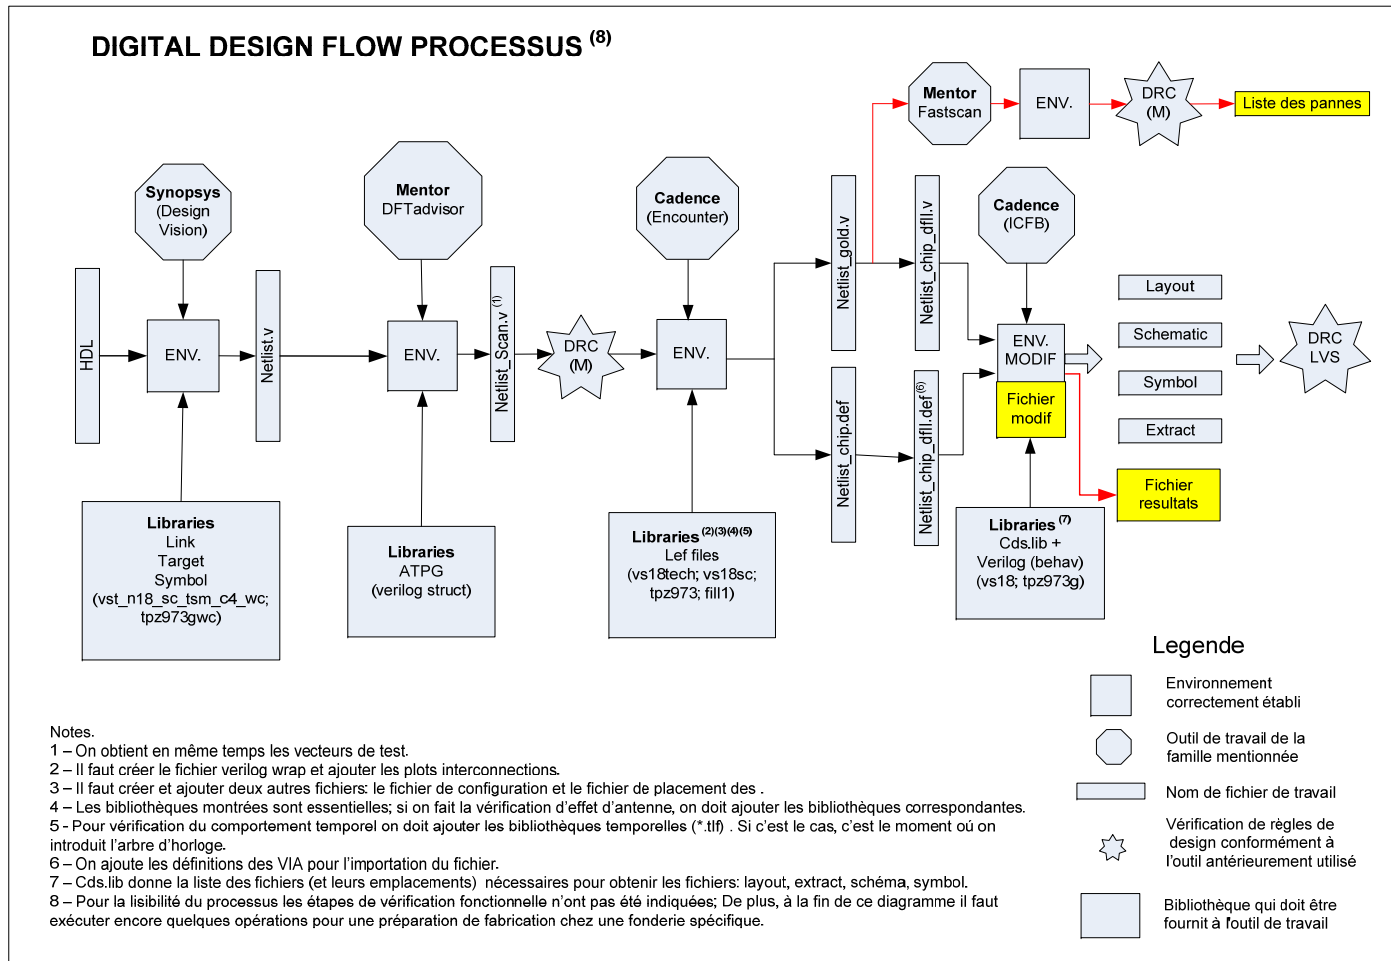 DIGITAL DESIGN FLOW PROCESSUS (8)
Mentor
Fastscan
ENV.
DRC
(M)
Liste des pannes
Synopsys
(Design
Vision)
Mentor
DFTadvisor
Cadence
(Encounter)
Cadence
(ICFB)
HDL
ENV.
Netlist.v
ENV.
Netlist_Scan.v (1)
DRC
(M)
ENV.
Netlist_gold.v
Netlist_chip_dfll.v
Netlist_chip.def
Netlist_chip_dfll.def (6)
ENV.
MODIF
Fichier
modif
Layout
Schematic
Symbol
Extract
Fichier
resultats
DRC
LVS
Libraries
Link
Target
Symbol
(vst_n18_sc_tsm_c4_wc;
tpz973gwc)
Libraries
ATPG
(verilog struct)
Libraries (2)(3)(4)(5)
Lef files
(vs18tech; vs18sc;
tpz973; fill1)
Libraries (7)
Cds.lib +
Verilog (behav)
(vs18; tpz973g)
Legende
Environnement
correctement établi
Outil de travail de la
famille mentionnée
Nom de fichier de travail
Vérification de règles de
design conformément à
l'outil antérieurement utilisé
Bibliothèque qui doit être
fournit à l'outil de travail
Notes.
1 – On obtient en même temps les vecteurs de test.
2 – Il faut créer le fichier verilog wrap et ajouter les plots interconnections.
3 – Il faut créer et ajouter deux autres fichiers: le fichier de configuration et le fichier de placement des .
4 – Les bibliothèques montrées sont essentielles; si on fait la vérification d'effet d'antenne, on doit ajouter les bibliothèques correspondantes.
5 - Pour vérification du comportement temporel on doit ajouter les bibliothèques temporelles (*.tlf) . Si c'est le cas, c'est le moment oú on
introduit l'arbre d'horloge.
6 – On ajoute les définitions des VIA pour l'importation du fichier.
7 – Cds.lib donne la liste des fichiers (et leurs emplacements) nécessaires pour obtenir les fichiers: layout, extract, schéma, symbol.
8 – Pour la lisibilité du processus les étapes de vérification fonctionelle n'ont pas été indiquées; De plus, à la fin de ce diagramme il faut
exécuter encore quelques opérations pour une préparation de fabrication chez une fonderie spécifique.